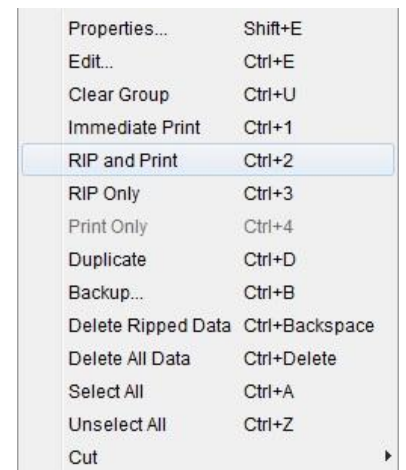 Properties... Shift+E
Edit... Ctrl+E
Clear Group Ctrl+U
Immediate Print Ctrl+1
RIP and Print Ctrl+2
RIP Only Ctrl+3
Print Only Ctrl+4
Duplicate Ctrl+D
Backup... Ctrl+B
Delete Ripped Data Ctrl+Backspace
Delete All Data Ctrl+Delete
Select All Ctrl+A
Unselect All Ctrl+Z
Cut